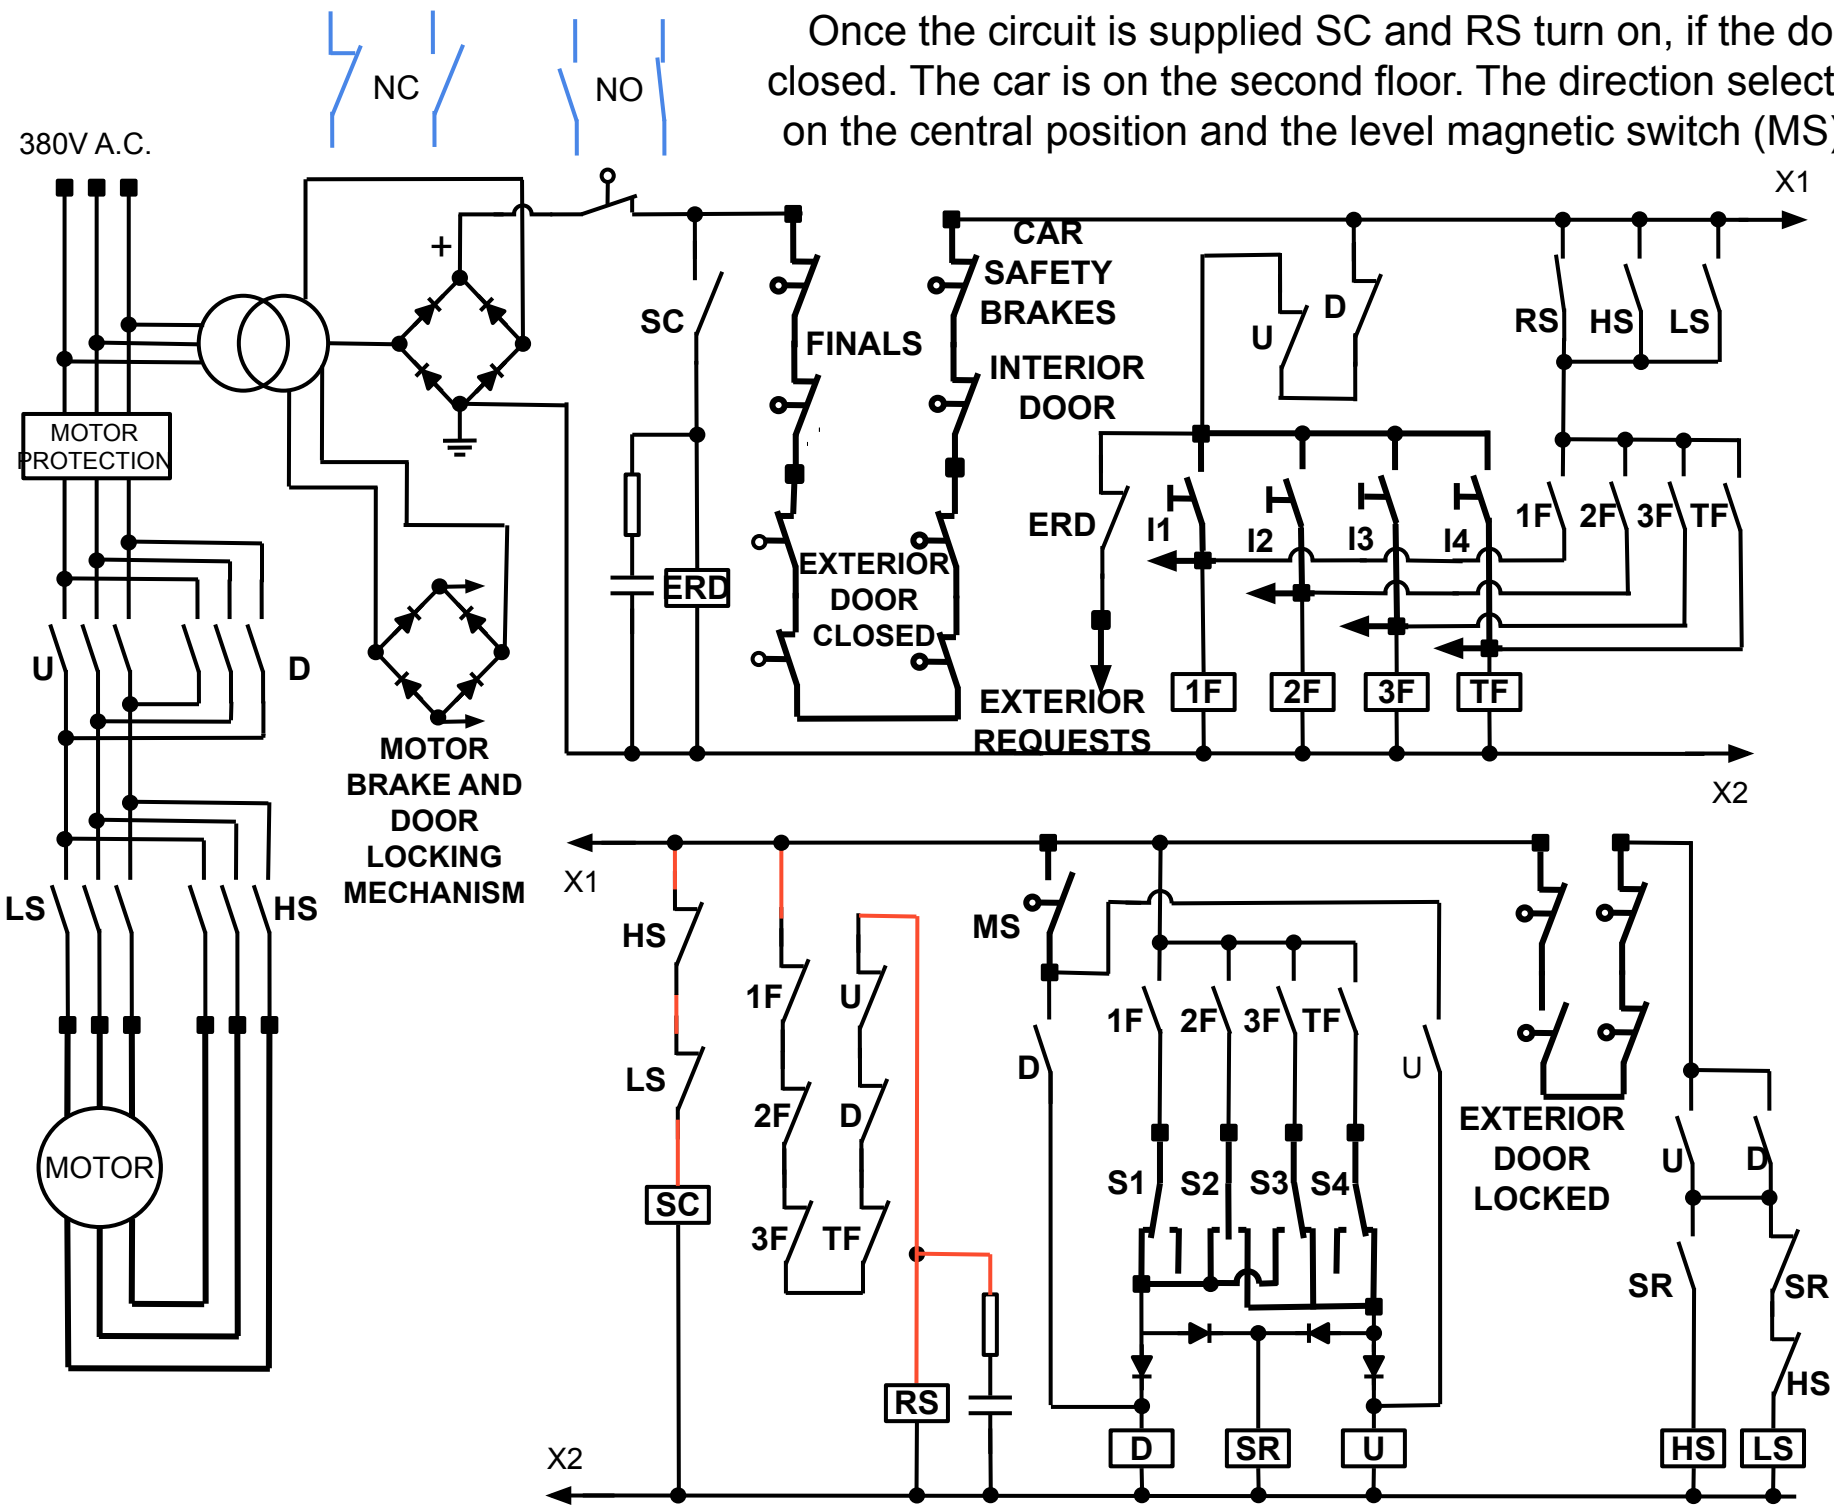 Once the circuit is supplied SC and RS turn on, if the do
closed. The car is on the second floor. The direction select
on the central position and the level magnetic switch (MS)
NC
NO
380V A.C.
X1
+
CAR
SAFETY
BRAKES
SC
FINALS
U
D
RS
HS
LS
INTERIOR
DOOR
MOTOR
PROTECTION
ERD
I1
I2
I3
I4
1F
2F
3F
TF
ERD
EXTERIOR
DOOR
CLOSED
U
D
1F
2F
3F
TF
EXTERIOR
REQUESTS
MOTOR
BRAKE AND
DOOR
LOCKING
MECHANISM
X2
X1
LS
HS
HS
MS
1F
U
1F
2F
3F
TF
D
U
LS
2F
D
EXTERIOR
DOOR
LOCKED
U
D
MOTOR
SC
S1
S2
S3
S4
3F
TF
SR
SR
HS
RS
D
SR
U
HS
LS
X2